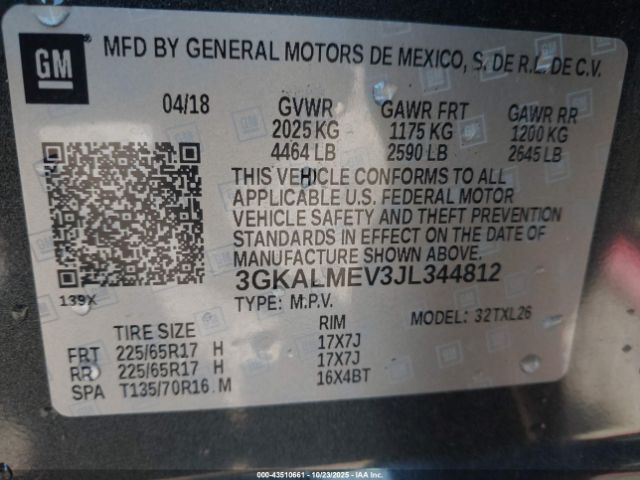 GM
MFD BY GENERAL MOTORS DE MEXICO, S. DE R.L. DE C.V.
04/18 GVWR GAWR FRT GAWR RR
2025 KG 1175 KG 1200 KG
4464 LB 2590 LB 2645 LB
THIS VEHICLE CONFORMS TO ALL
APPLICABLE U.S. FEDERAL MOTOR
VEHICLE SAFETY AND THEFT PREVENTION
STANDARDS IN EFFECT ON THE DATE OF
MANUFACTURE SHOWN ABOVE.
139X 3GKALMEV3JL344812
TYPE: M.P.V. MODEL: 32TXL26
TIRE SIZE RIM
FRT 225/65R17 H 17X7J
RR 225/65R17 H 17X7J
SPA T135/70R16 M 16X4BT
0-43510661 * 10/23/2025 * IAA Inc.